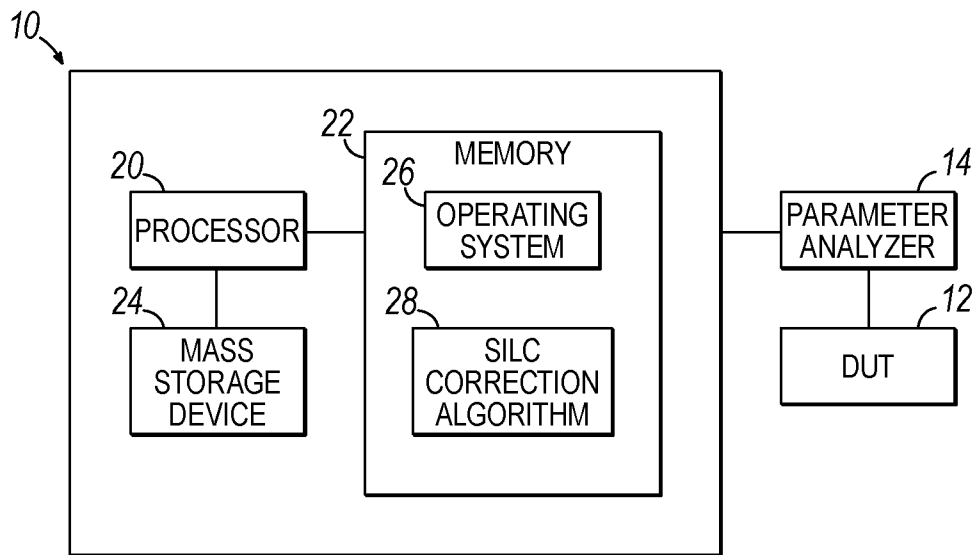 10
22
MEMORY
20
PROCESSOR
26
OPERATING
SYSTEM
14
PARAMETER
ANALYZER
24
MASS
STORAGE
DEVICE
28
SILC
CORRECTION
ALGORITHM
12
DUT